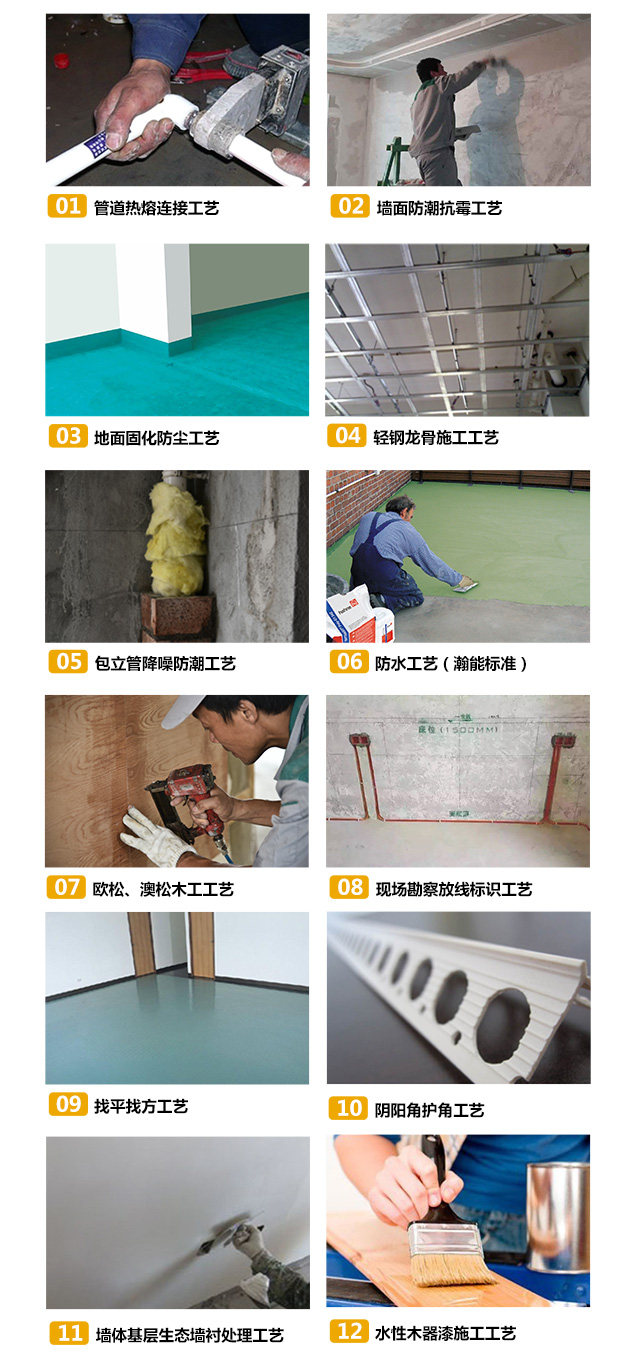 01 管道热熔连接工艺
02 墙面防潮抗霉工艺
03 地面固化防尘工艺
04 轻钢龙骨施工工艺
05 包立管降噪防潮工艺
06 防水工艺（瀚能标准）
07 欧松、澳松木工工艺
床位(1500MM)
08 现场勘察放线标识工艺
09 找平找方工艺
10 阴阳角护角工艺
11 墙体基层生态墙衬处理工艺
12 水性木器漆施工工艺